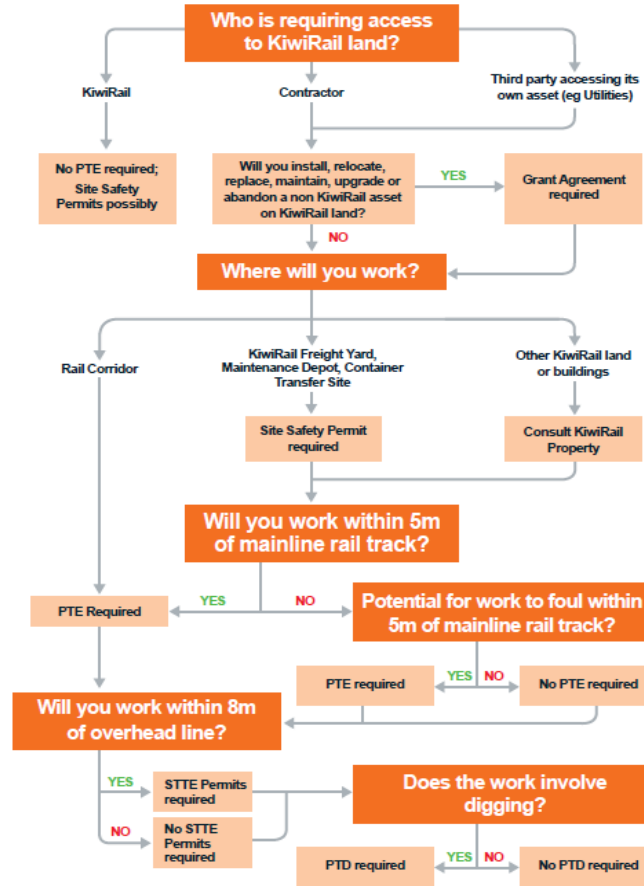 Who is requiring access
to KiwiRail land?
KiwiRail
Contractor
Third party accessing its
own asset (eg Utilities)
No PTE required;
Site Safety
Permits possibly
Will you install, relocate,
replace, maintain, upgrade or
abandon a non KiwiRail asset
on KiwiRail land?
YES
Grant Agreement
required
NO
Where will you work?
Rail Corridor
KiwiRail Freight Yard,
Maintenance Depot, Container
Transfer Site
Other KiwiRail land
or buildings
Site Safety Permit
required
Consult KiwiRail
Property
Will you work within 5m
of mainline rail track?
PTE Required
YES
NO
Potential for work to foul within
5m of mainline rail track?
PTE required
YES
NO
No PTE required
Will you work within 8m
of overhead line?
YES
STTE Permits
required
NO
No STTE
Permits
required
Does the work involve
digging?
PTD required
YES
NO
No PTD required